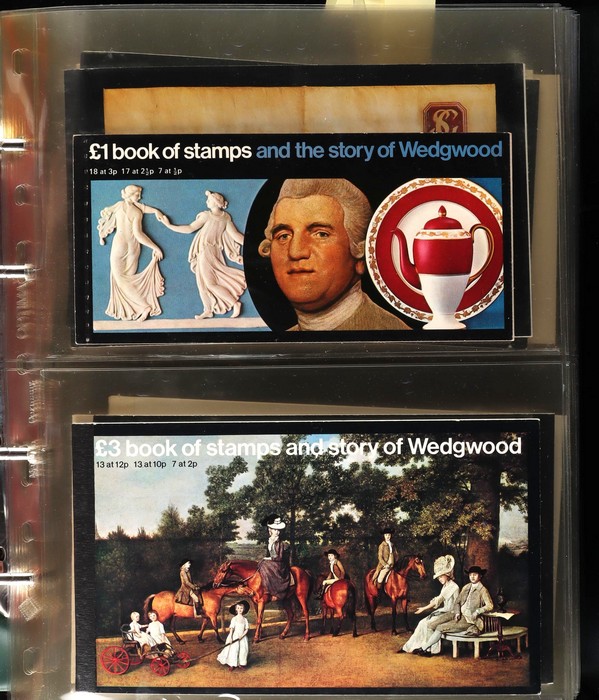 £1 book of stamps and the story of Wedgwood
18 at 3p 17 at 2½p 7 at ½p
£3 book of stamps and story of Wedgwood
13 at 12p 13 at 10p 7 at 2p